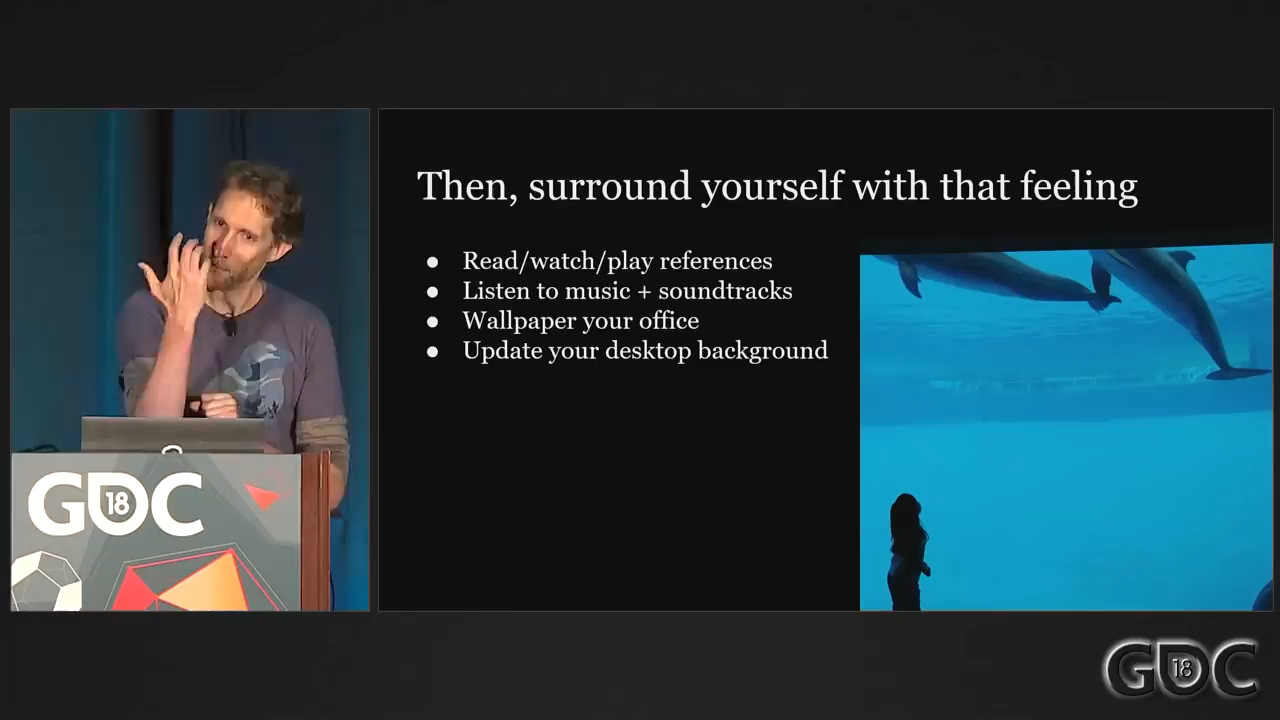 Then, surround yourself with that feeling
● Read/watch/play references
● Listen to music + soundtracks
● Wallpaper your office
● Update your desktop background
GDC 18
GDC 18